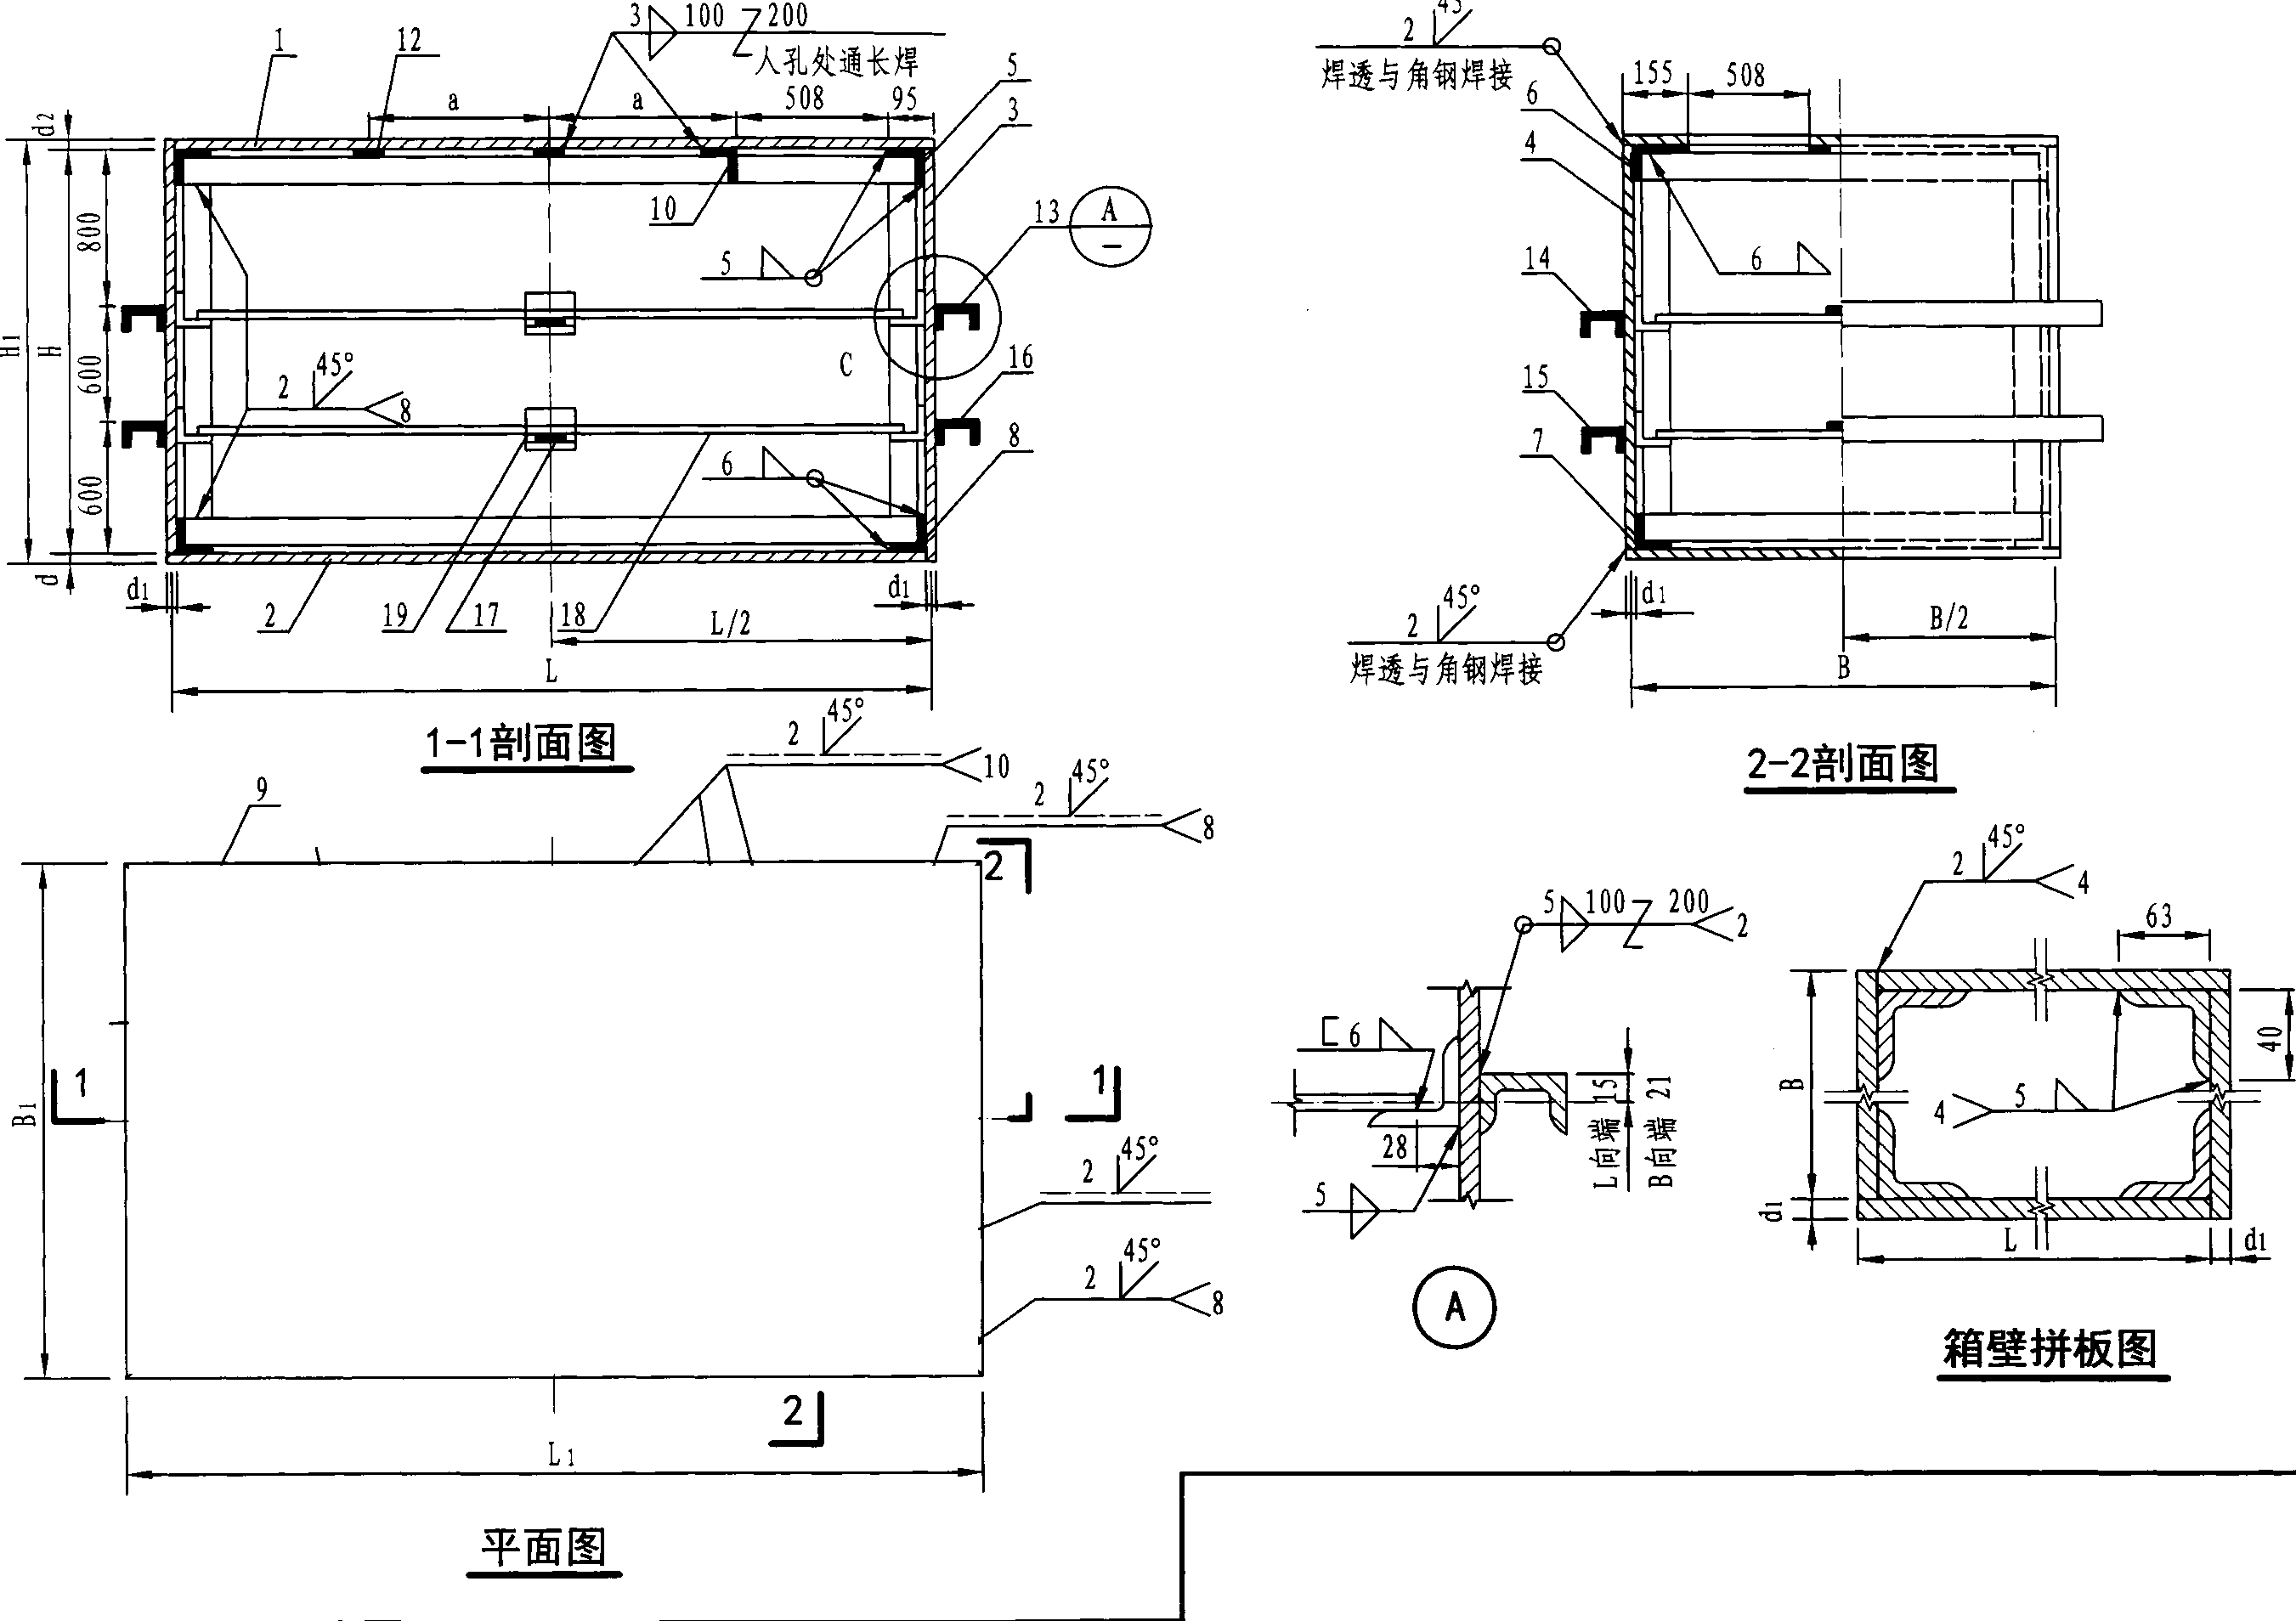 3 100 200
人孔处通长焊
1
12
5
3
a
a
508
95
d2
10
13
A
5
800
H1
H
600
45°
2
8
C
16
8
6
600
d
d1
d1
2
19
17
18
L/2
L
1-1剖面图
45
2
焊透与角钢焊接
155
508
6
4
6
14
15
7
d1
45°
2
焊透与角钢焊接
B/2
B
2-2剖面图
45°
2
10
9
45°
2
8
2
1
1
B1
45°
2
45°
2
8
2
L1
平面图
5 100 200
2
6
28
5
L向端 15
B向端 21
A
45°
2
4
63
40
B
4
5
d1
L
d1
箱壁拼板图